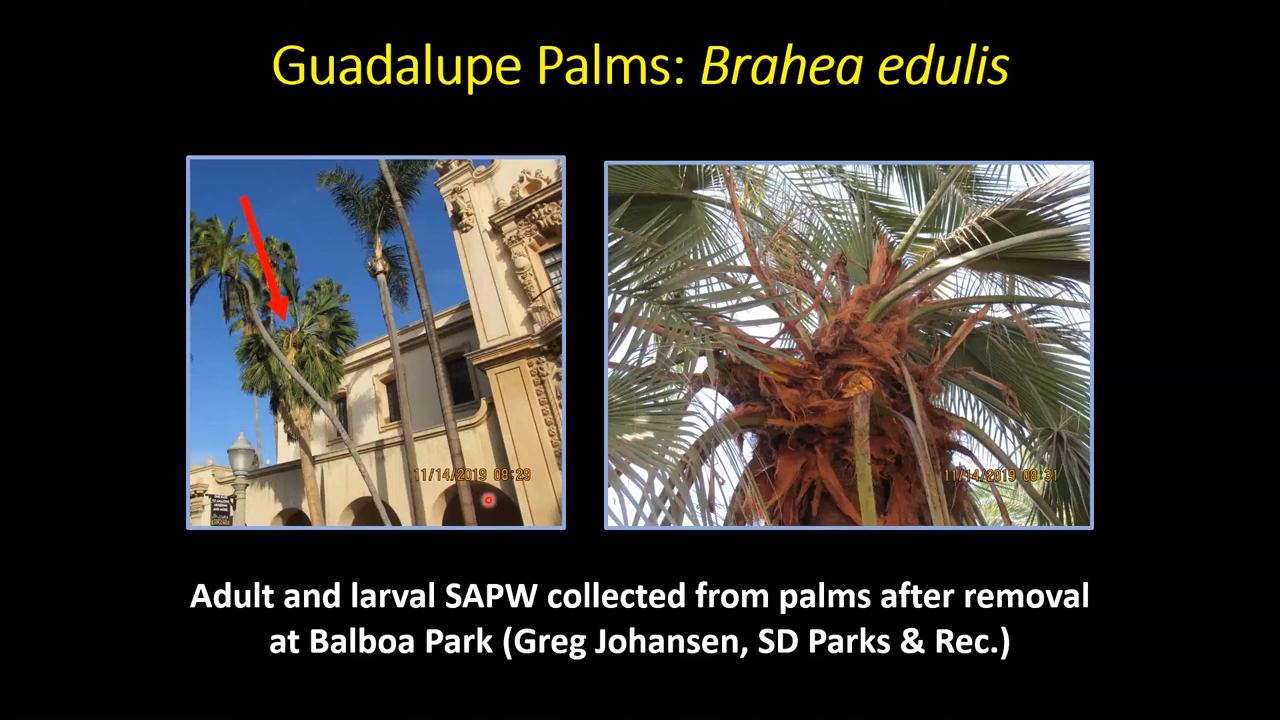 Guadalupe Palms: Brahea edulis
11/14/2019 08:29
11/14/2019 08:31
Adult and larval SAPW collected from palms after removal
at Balboa Park (Greg Johansen, SD Parks & Rec.)